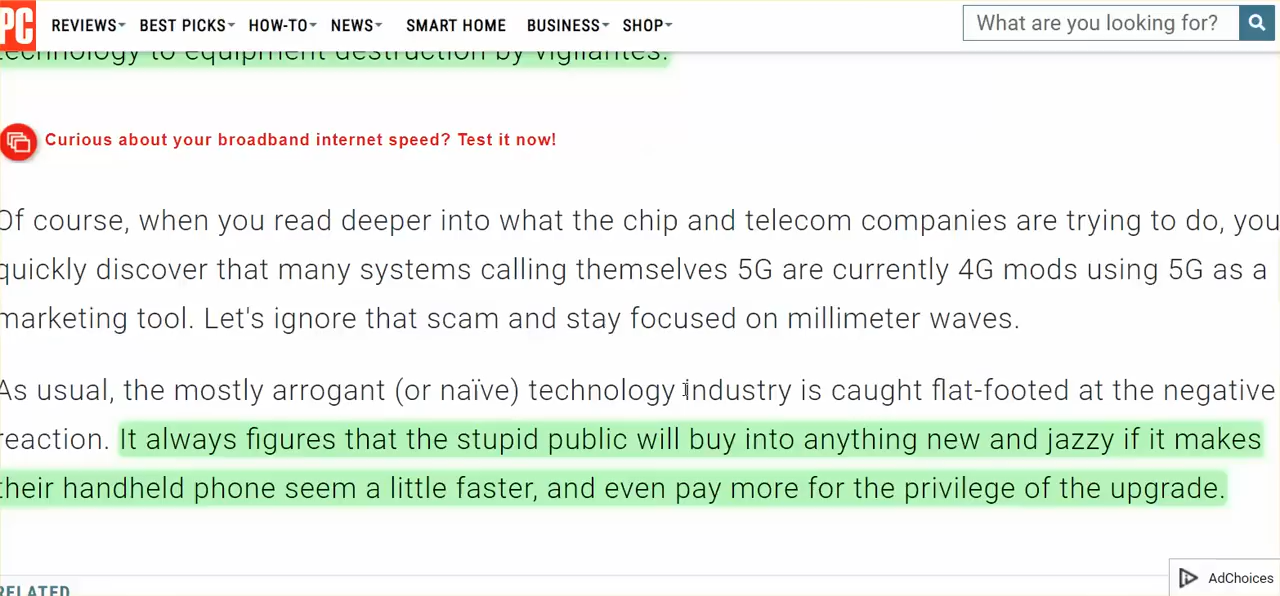 PC
REVIEWS BEST PICKS HOW-TO NEWS SMART HOME BUSINESS SHOP What are you looking for?
technology to equipment destruction by vigilantes.
Curious about your broadband internet speed? Test it now!
Of course, when you read deeper into what the chip and telecom companies are trying to do, you
quickly discover that many systems calling themselves 5G are currently 4G mods using 5G as a
marketing tool. Let's ignore that scam and stay focused on millimeter waves.
As usual, the mostly arrogant (or naïve) technology industry is caught flat-footed at the negative
reaction. It always figures that the stupid public will buy into anything new and jazzy if it makes
their handheld phone seem a little faster, and even pay more for the privilege of the upgrade.
AdChoices
RELATED